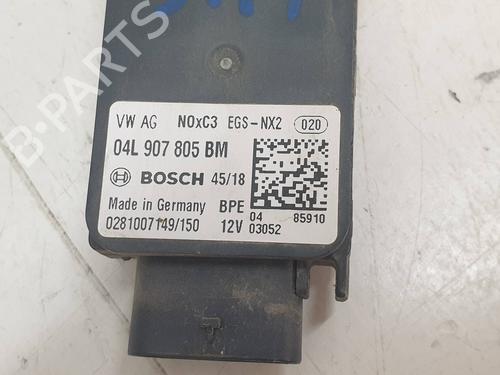 VW AG NOxC3 EGS-NX2 020
04L 907 805 BM
BOSCH 45/18
Made in Germany BPE 04 85910
0281007149/150 12V 03052